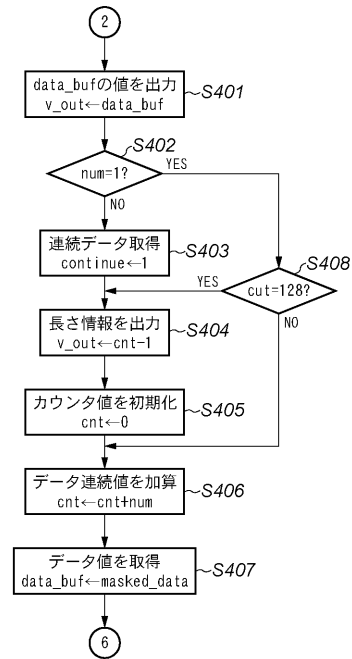 2
data_bufの値を出力
v_out←data_buf
S401
S402
num=1?
YES
NO
連続データ取得
continue←1
S403
S408
cut=128?
YES
NO
長さ情報を出力
v_out←cnt-1
S404
カウンタ値を初期化
cnt←0
S405
データ連続値を加算
cnt←cnt+num
S406
データ値を取得
data_buf←masked_data
S407
6